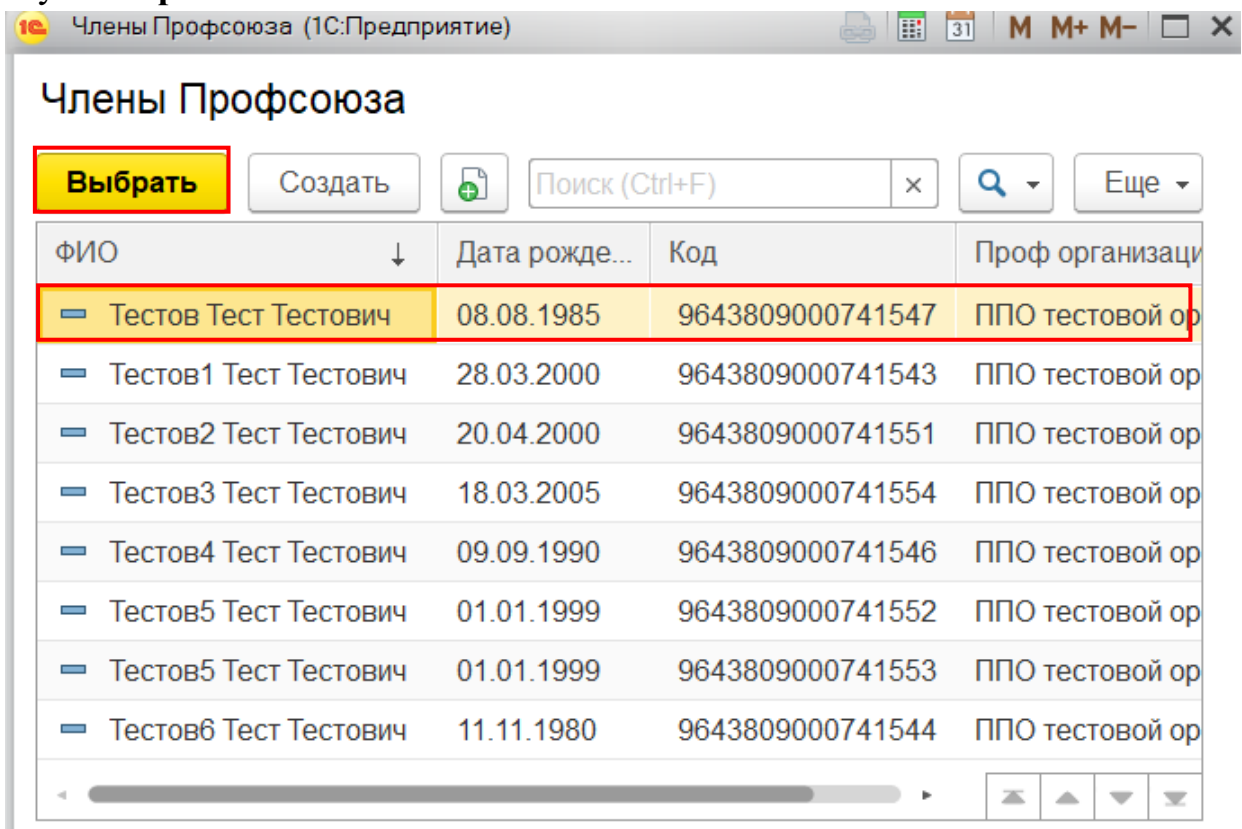 Члены Профсоюза (1С:Предприятие) 31 M M+ M-
Члены Профсоюза
Выбрать Создать Поиск (Ctrl+F) × Еще
ФИО ↓ Дата рожде... Код Проф организаци
Тестов Тест Тестович 08.08.1985 9643809000741547 ППО тестовой ор
Тестов1 Тест Тестович 28.03.2000 9643809000741543 ППО тестовой ор
Тестов2 Тест Тестович 20.04.2000 9643809000741551 ППО тестовой ор
Тестов3 Тест Тестович 18.03.2005 9643809000741554 ППО тестовой ор
Тестов4 Тест Тестович 09.09.1990 9643809000741546 ППО тестовой ор
Тестов5 Тест Тестович 01.01.1999 9643809000741552 ППО тестовой ор
Тестов5 Тест Тестович 01.01.1999 9643809000741553 ППО тестовой ор
Тестов6 Тест Тестович 11.11.1980 9643809000741544 ППО тестовой ор